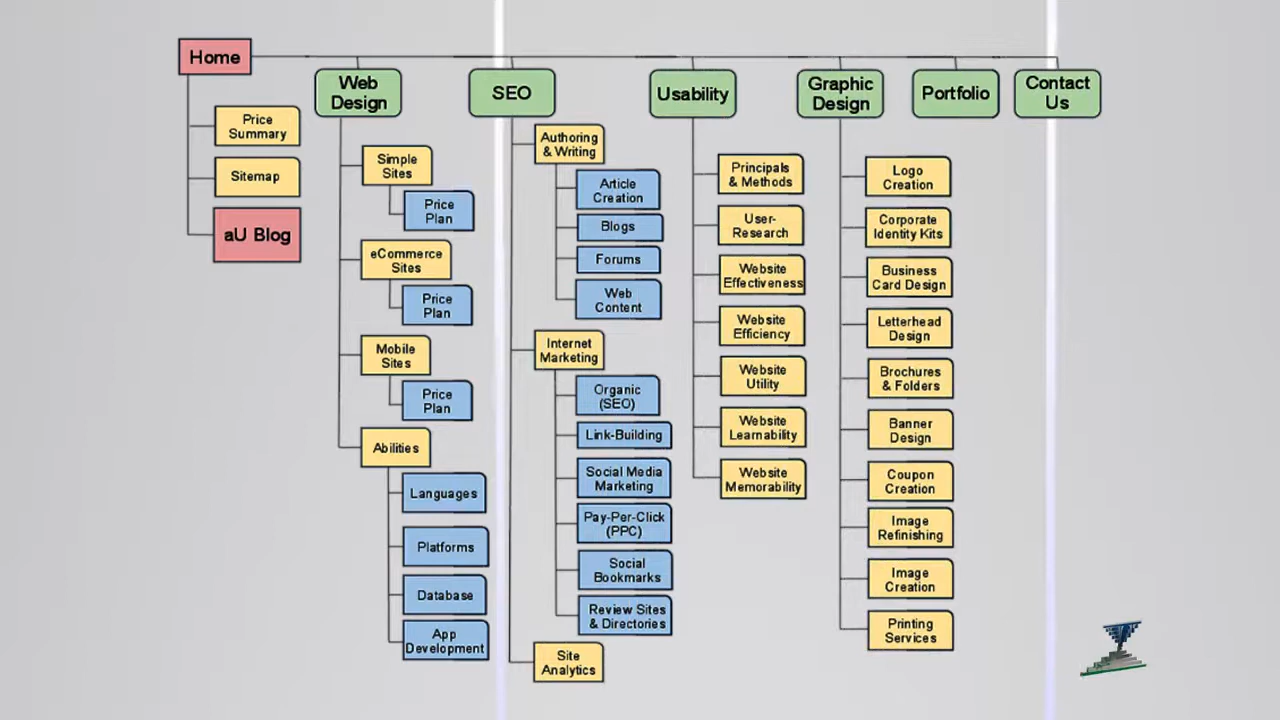 Home
Price
Summary
Sitemap
aU Blog
Web
Design
Simple
Sites
Price
Plan
eCommerce
Sites
Price
Plan
Mobile
Sites
Price
Plan
Abilities
Languages
Platforms
Database
App
Development
SEO
Authoring
& Writing
Article
Creation
Blogs
Forums
Web
Content
Internet
Marketing
Organic
(SEO)
Link-Building
Social Media
Marketing
Pay-Per-Click
(PPC)
Social
Bookmarks
Review Sites
& Directories
Site
Analytics
Usability
Principals
& Methods
User-
Research
Website
Effectiveness
Website
Efficiency
Website
Utility
Website
Learnability
Website
Memorability
Graphic
Design
Logo
Creation
Corporate
Identity Kits
Business
Card Design
Letterhead
Design
Brochures
& Folders
Banner
Design
Coupon
Creation
Image
Refinishing
Image
Creation
Printing
Services
Portfolio
Contact
Us